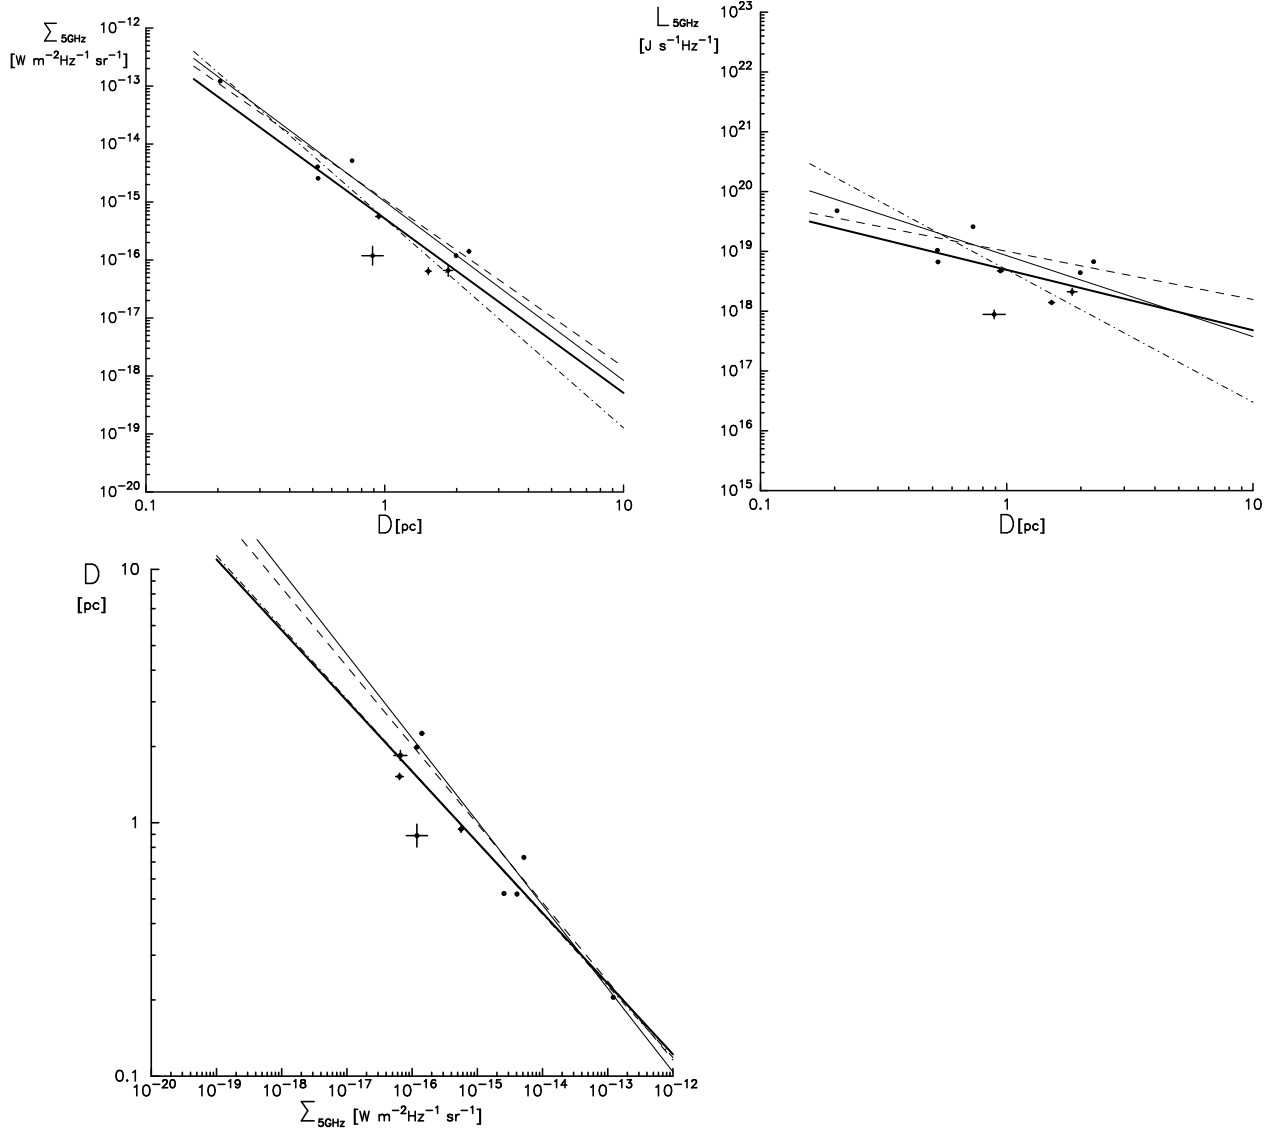 Σ 5GHz
[W m−2Hz−1 sr−1]
10−12
10−13
10−14
10−15
10−16
10−17
10−18
10−19
10−20
0.1 1 10
D [pc]
L 5GHz
[J s−1Hz−1]
1023
1022
1021
1020
1019
1018
1017
1016
1015
0.1 1 10
D [pc]
D
[pc]
10
1
0.1
10−20 10−19 10−18 10−17 10−16 10−15 10−14 10−13 10−12
Σ 5GHz [W m−2Hz−1 sr−1]